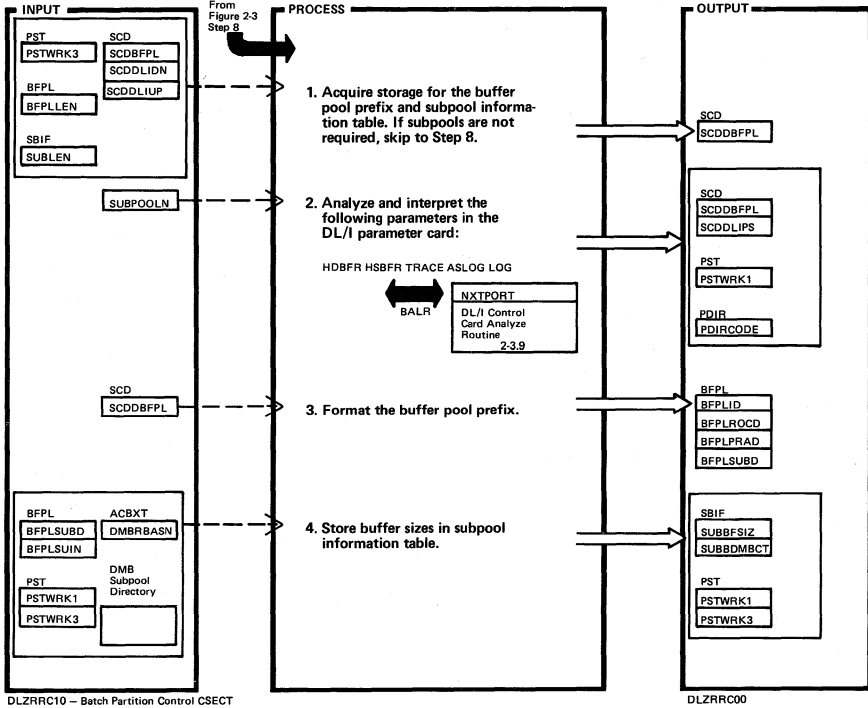 INPUT
From
Figure 2-3
Step 8
PROCESS
OUTPUT
PST
PSTWRK3
SCD
SCDBFPL
SCDDLIDN
SCDDLIUP
BFPL
BFPLLEN
SBIF
SUBLEN
1. Acquire storage for the buffer
pool prefix and subpool informa-
tion table. If subpools are not
required, skip to Step 8.
SCD
SCDDBFPL
SUBPOOLN
2. Analyze and interpret the
following parameters in the
DL/I parameter card:
HDBFR HSBFR TRACE ASLOG LOG
BALR
NXTPORT
DL/I Control
Card Analyze
Routine
2-3.9
SCD
SCDDBFPL
SCDDLIPS
PST
PSTWRK1
PDIR
PDIRCODE
SCD
SCDDBFPL
3. Format the buffer pool prefix.
BFPL
BFPLID
BFPLROCD
BFPLPRAD
BFPLSUBD
BFPL
BFPLSUBD
BFPLSUIN
ACBXT
DMBRBASN
PST
PSTWRK1
PSTWRK3
DMB
Subpool
Directory
4. Store buffer sizes in subpool
information table.
SBIF
SUBBFSIZ
SUBBDMBCT
PST
PSTWRK1
PSTWRK3
DLZRRC10 – Batch Partition Control CSECT
DLZRRC00